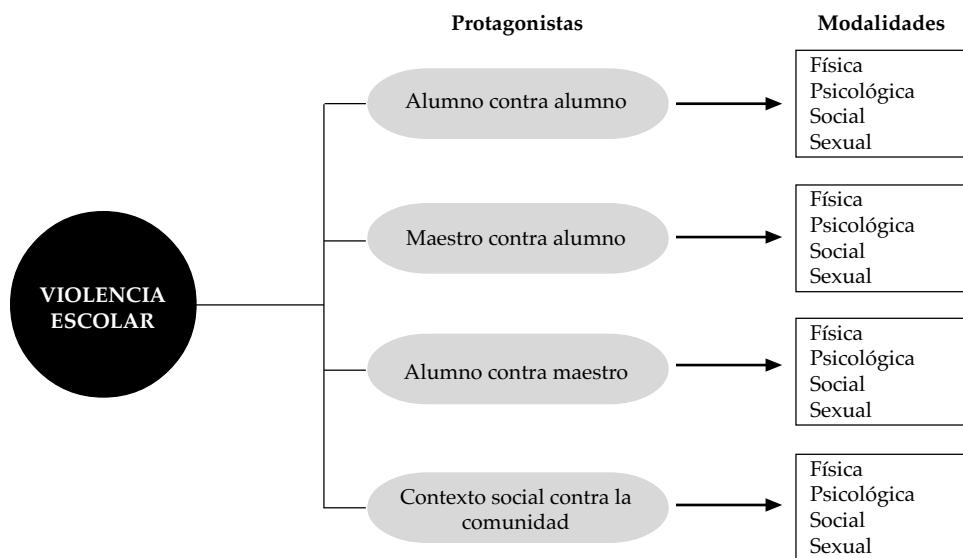 Protagonistas
Modalidades
VIOLENCIA
ESCOLAR
Alumno contra alumno
Física
Psicológica
Social
Sexual
Maestro contra alumno
Física
Psicológica
Social
Sexual
Alumno contra maestro
Física
Psicológica
Social
Sexual
Contexto social contra la
comunidad
Física
Psicológica
Social
Sexual